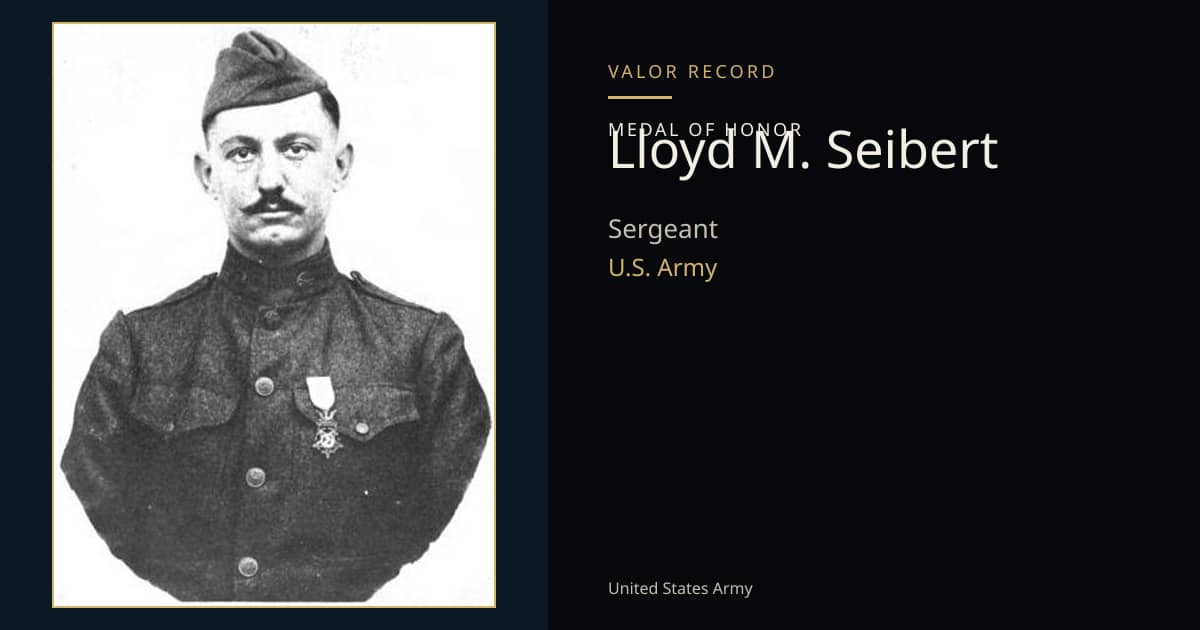 VALOR RECORD
MEDAL OF HONOR
Lloyd M. Seibert
Sergeant
U.S. Army
United States Army